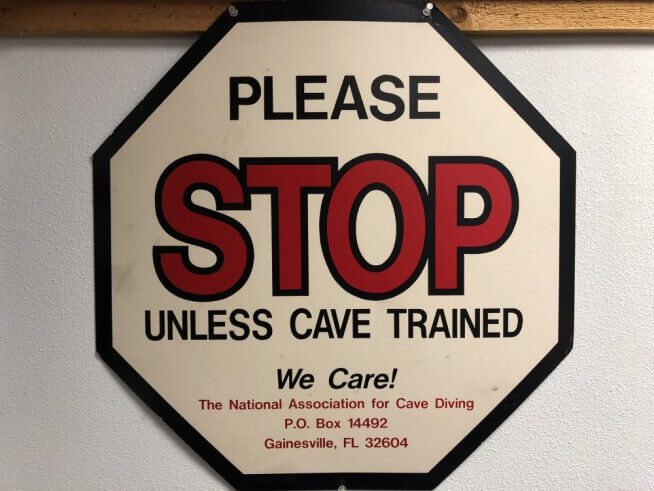 PLEASE
STOP
UNLESS CAVE TRAINED
We Care!
The National Association for Cave Diving
P.O. Box 14492
Gainesville, FL 32604